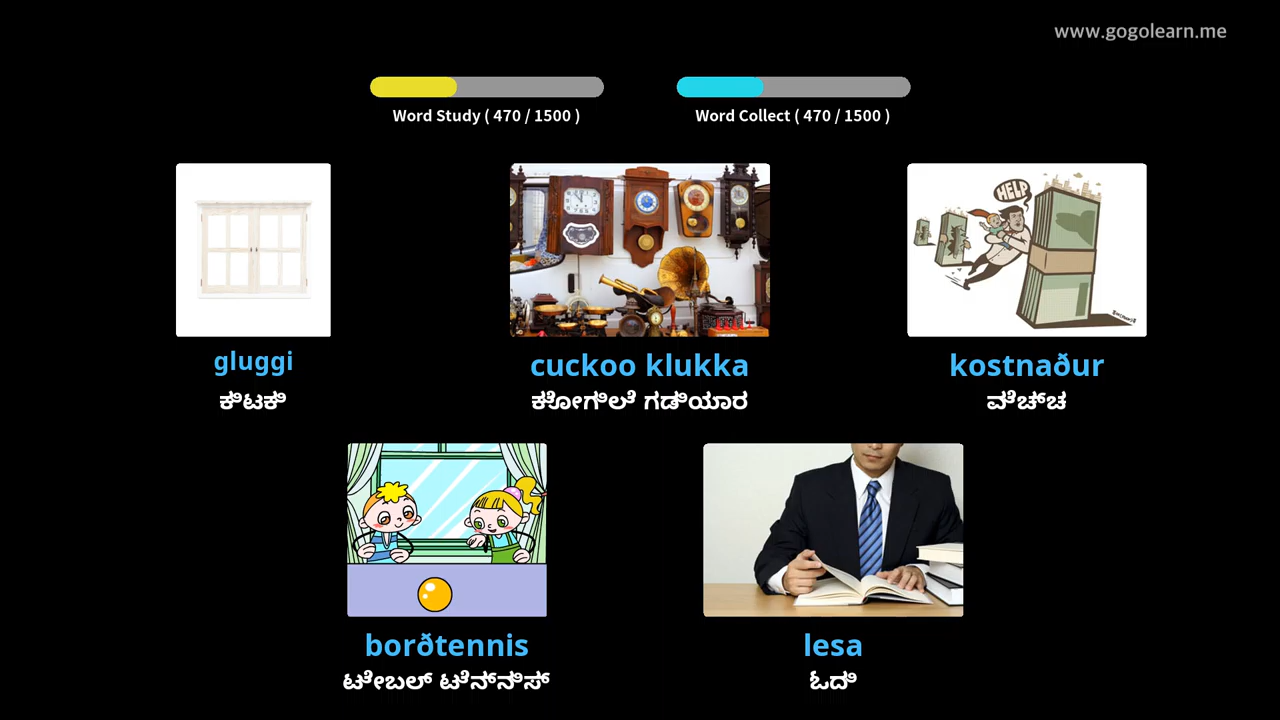 www.gogolearn.me
Word Study ( 470 / 1500 )
Word Collect ( 470 / 1500 )
HELP
gluggi
ಕಿಟಕಿ
cuckoo klukka
ಕೋಗಿಲೆ ಗಡಿಯಾರ
kostnaður
ವೆಚ್ಚ
borðtennis
ಟೇಬಲ್ ಟೆನ್ನಿಸ್
lesa
ಓದಿ